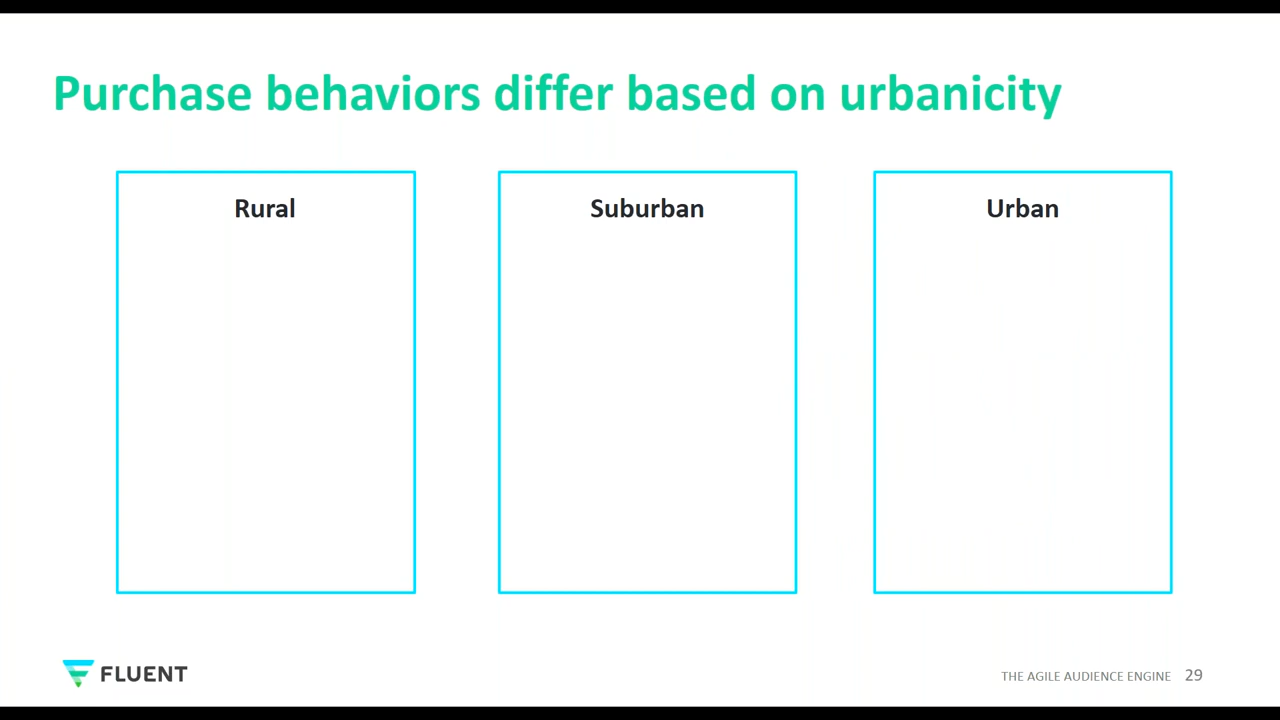 Purchase behaviors differ based on urbanicity
Rural
Suburban
Urban
FLUENT
THE AGILE AUDIENCE ENGINE 29